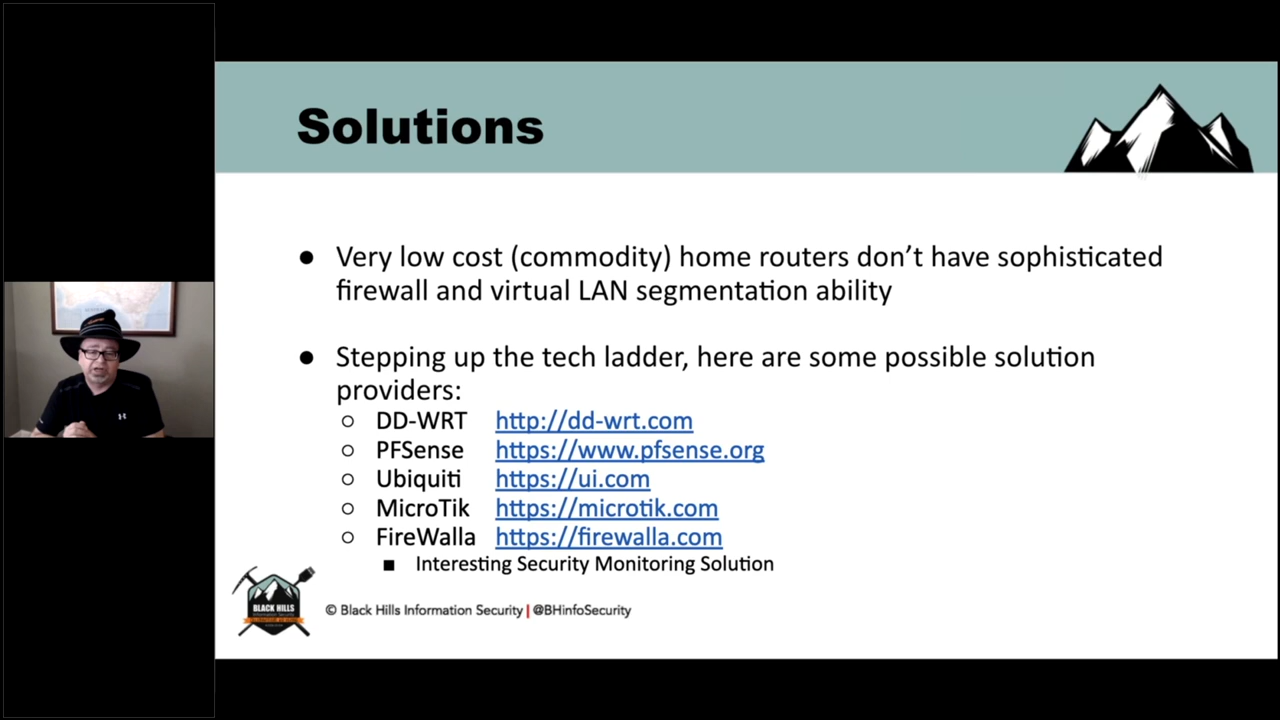 Solutions
● Very low cost (commodity) home routers don’t have sophisticated
firewall and virtual LAN segmentation ability
● Stepping up the tech ladder, here are some possible solution
providers:
○ DD-WRT http://dd-wrt.com
○ PFSense https://www.pfsense.org
○ Ubiquiti https://ui.com
○ MicroTik https://microtik.com
○ FireWalla https://firewalla.com
■ Interesting Security Monitoring Solution
BLACK HILLS
Information Security
© Black Hills Information Security | @BHinfoSecurity